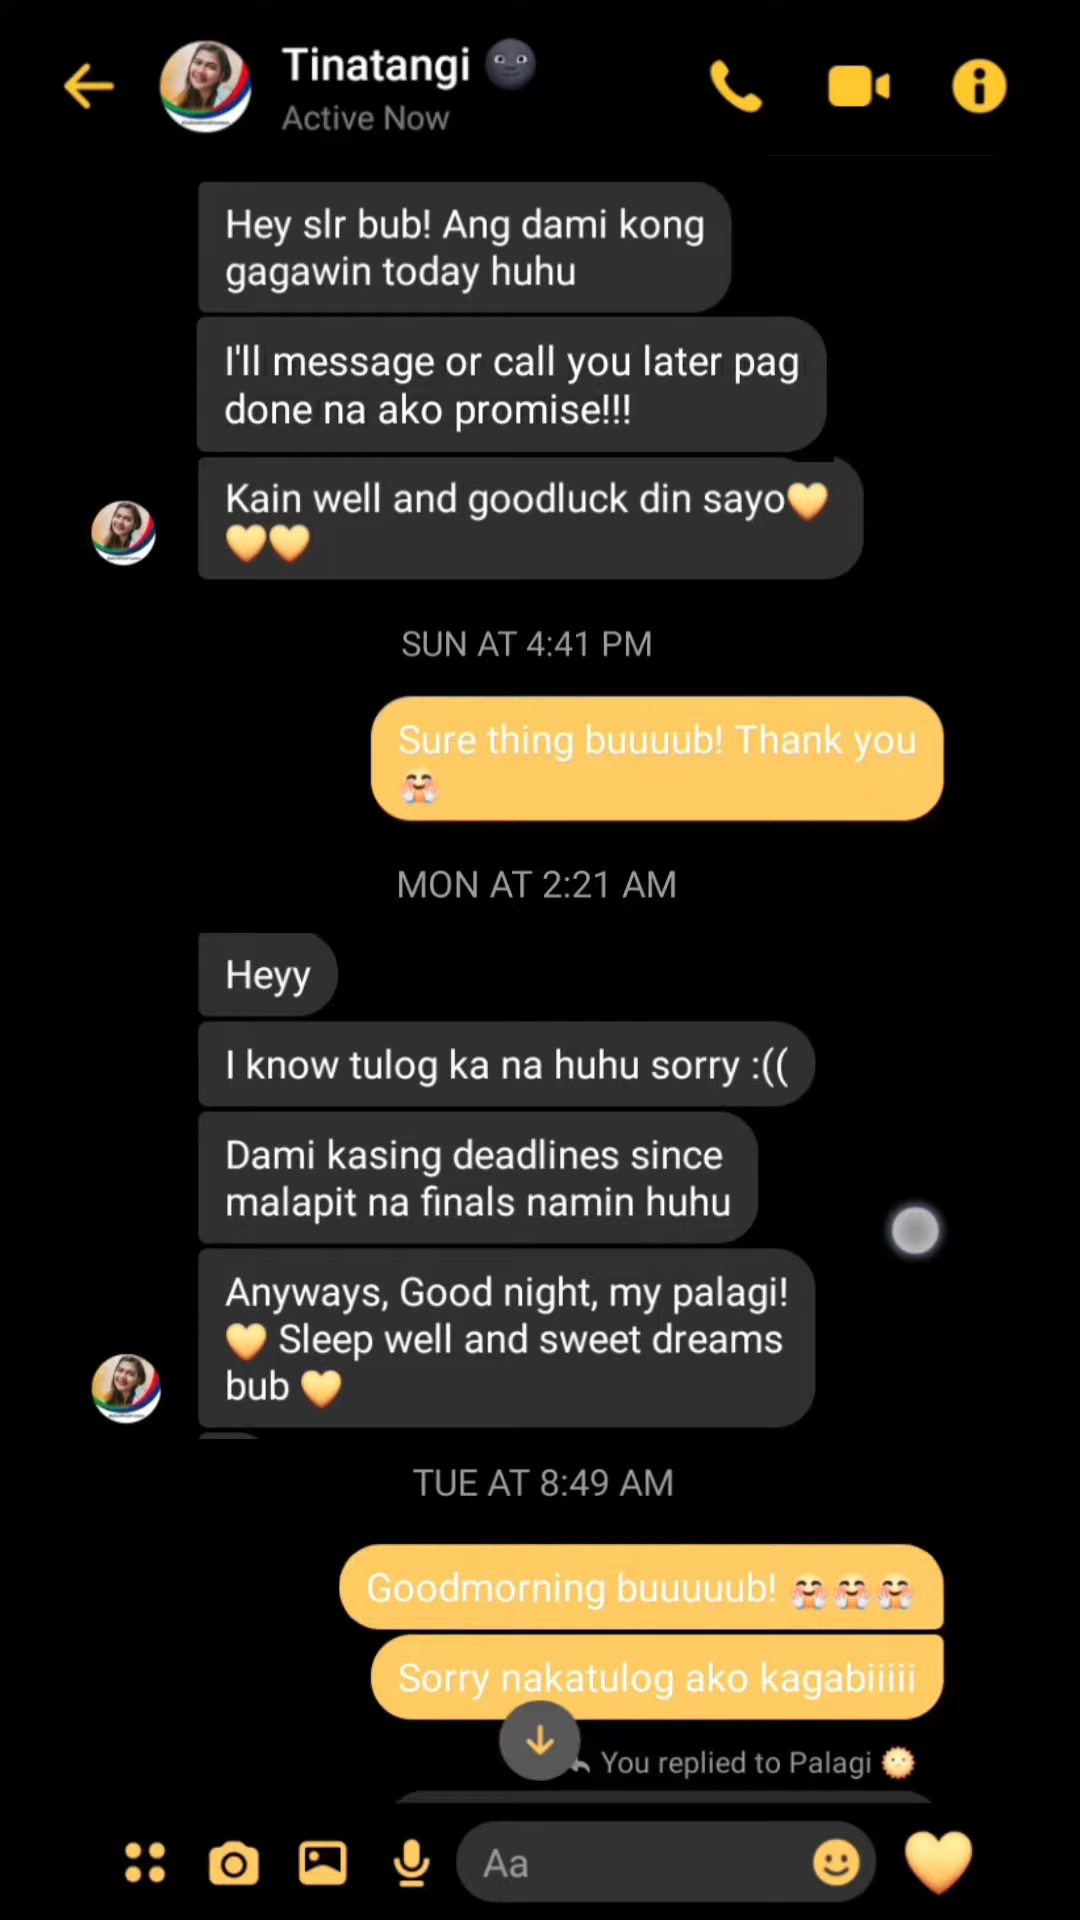 Tinatangi 🌚
Active Now
Hey slr bub! Ang dami kong
gagawin today huhu
I'll message or call you later pag
done na ako promise!!!
Kain well and goodluck din sayo💛
💛💛
SUN AT 4:41 PM
Sure thing buuuub! Thank you
🤗
MON AT 2:21 AM
Heyy
I know tulog ka na huhu sorry :((
Dami kasing deadlines since
malapit na finals namin huhu
Anyways, Good night, my palagi!
💛 Sleep well and sweet dreams
bub 💛
TUE AT 8:49 AM
Goodmorning buuuuub! 🤗🤗🤗
Sorry nakatulog ako kagabiiiii
You replied to Palagi 🌞
Aa